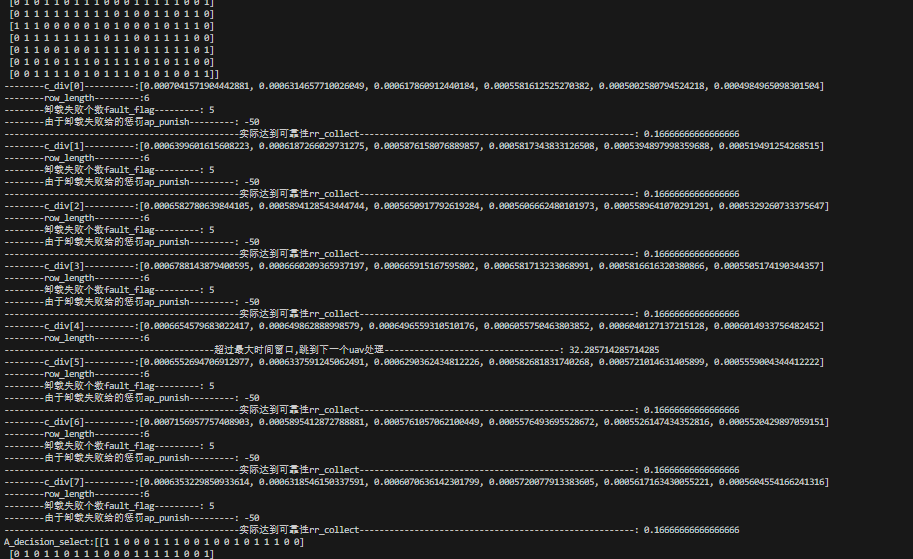 [0 1 0 1 1 0 1 1 1 0 0 0 1 1 1 1 1 0 0 1]
[0 1 1 1 1 1 1 1 1 0 1 0 0 1 1 0 1 1 0]
[1 1 1 0 0 0 0 0 1 0 1 0 0 0 1 0 1 1 1 0]
[0 1 1 1 1 1 1 1 1 0 1 1 0 0 1 1 1 1 0 0]
[0 1 1 0 0 1 0 0 1 1 1 1 0 1 1 1 1 1 0 1]
[0 1 0 1 0 1 1 1 0 1 1 0 0 1 1 1 0 1 1 0]
[0 0 1 1 1 1 0 1 0 1 1 1 0 1 0 1 0 0 1 1]]
--------c_div[0]----------:[0.0007041571904442881, 0.0006314657710026049, 0.000617860912440184, 0.0005581612525270382, 0.0005002580794524218, 0.0004984965098301504]
--------row_length---------:6
--------卸载失败个数fault_flag---------: 5
--------由于卸载失败给的惩罚ap_punish---------: -50
-----------------------------------------------实际达到可靠性rr_collect-------------------------------------------------------: 0.16666666666666666
--------c_div[1]----------:[0.0006399601615608223, 0.0006187266029731275, 0.0005876158076889857, 0.0005817343833126508, 0.0005394897998359688, 0.000519491254268515]
--------row_length---------:6
--------卸载失败个数fault_flag---------: 5
--------由于卸载失败给的惩罚ap_punish---------: -50
-----------------------------------------------实际达到可靠性rr_collect-------------------------------------------------------: 0.16666666666666666
--------c_div[2]----------:[0.0006582780639844105, 0.0005894128543444744, 0.0005650917792619284, 0.0005606662480101973, 0.0005589641070291291, 0.0005329260733375647]
--------row_length---------:6
--------卸载失败个数fault_flag---------: 5
--------由于卸载失败给的惩罚ap_punish---------: -50
-----------------------------------------------实际达到可靠性rr_collect-------------------------------------------------------: 0.16666666666666666
--------c_div[3]----------:[0.0006788143879400595, 0.0006660209365937197, 0.000665915167595802, 0.0006581713233068991, 0.0005816616320380866, 0.0005505174190344357]
--------row_length---------:6
--------卸载失败个数fault_flag---------: 5
--------由于卸载失败给的惩罚ap_punish---------: -50
-----------------------------------------------实际达到可靠性rr_collect-------------------------------------------------------: 0.16666666666666666
--------c_div[4]----------:[0.0006654579683022417, 0.000649862888998579, 0.0006496559310510176, 0.0006055750463803852, 0.0006040127137215128, 0.0006014933756482452]
--------row_length---------:6
------------------------------------------超过最大时间窗口,跳到下一个uav处理-----------------------------------: 32.285714285714285
--------c_div[5]----------:[0.0006552694706912977, 0.0006337591245062491, 0.0006290362434812226, 0.000582681831740268, 0.0005721014631405899, 0.0005559004344412222]
--------row_length---------:6
--------卸载失败个数fault_flag---------: 5
--------由于卸载失败给的惩罚ap_punish---------: -50
-----------------------------------------------实际达到可靠性rr_collect-------------------------------------------------------: 0.16666666666666666
--------c_div[6]----------:[0.0007156957757408903, 0.0005895412872788881, 0.0005761057062100449, 0.0005576493695528672, 0.0005526147434352816, 0.0005520429897059151]
--------row_length---------:6
--------卸载失败个数fault_flag---------: 5
--------由于卸载失败给的惩罚ap_punish---------: -50
-----------------------------------------------实际达到可靠性rr_collect-------------------------------------------------------: 0.16666666666666666
--------c_div[7]----------:[0.0006353229850933614, 0.0006318546150337591, 0.0006070636142301799, 0.0005720077913383605, 0.0005617163430055221, 0.0005604554166241316]
--------row_length---------:6
--------卸载失败个数fault_flag---------: 5
--------由于卸载失败给的惩罚ap_punish---------: -50
-----------------------------------------------实际达到可靠性rr_collect-------------------------------------------------------: 0.16666666666666666
A_decision_select:[[1 1 0 0 0 1 1 1 0 0 1 0 0 1 0 1 1 1 0 0]
[0 1 0 1 1 0 1 1 1 0 0 0 1 1 1 1 1 0 0 1]